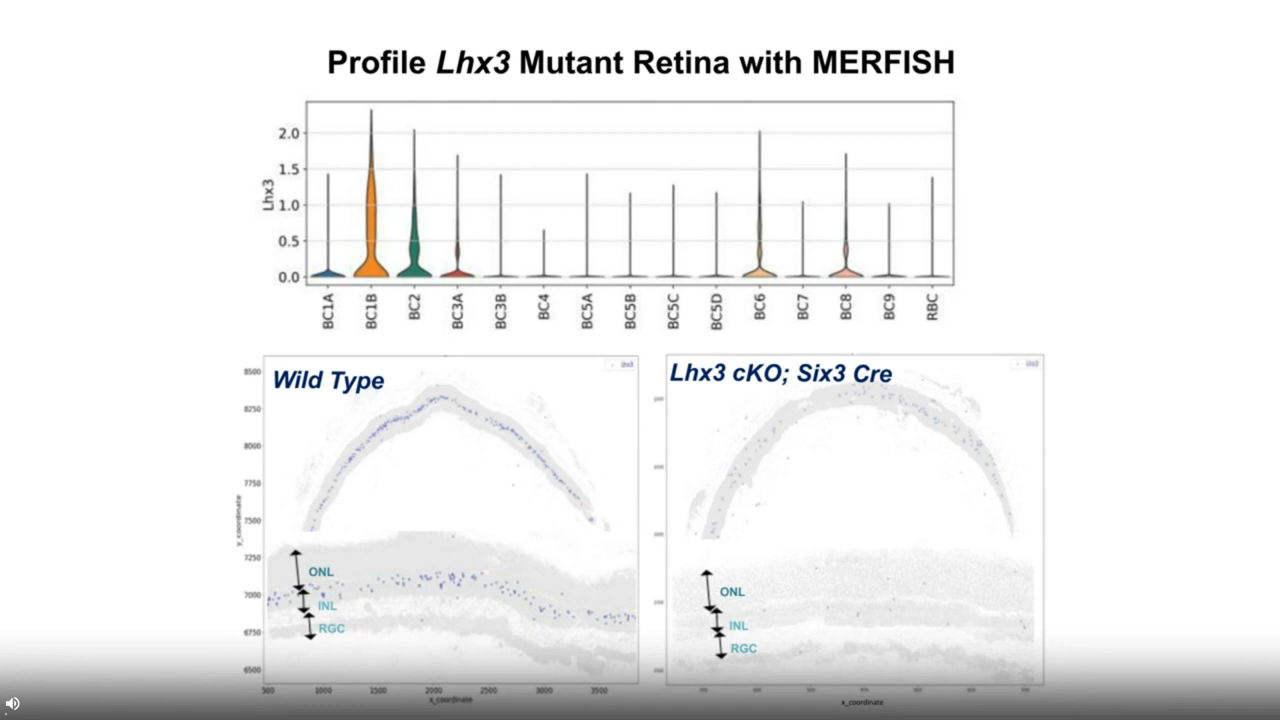 Profile Lhx3 Mutant Retina with MERFISH
Lhx3
2.0
1.5
1.0
0.5
0.0
BC1A BC1B BC2 BC3A BC3B BC4 BC5A BC5B BC5C BC5D BC6 BC7 BC8 BC9 RBC
Wild Type
Lhx3
8500
8250
8000
7750
7500
7250
7000
6750
6500
y_coordinate
ONL
INL
RGC
500 1000 1500 2000 2500 3000 3500
x_coordinate
Lhx3 cKO; Six3 Cre
ONL
INL
RGC
x_coordinate